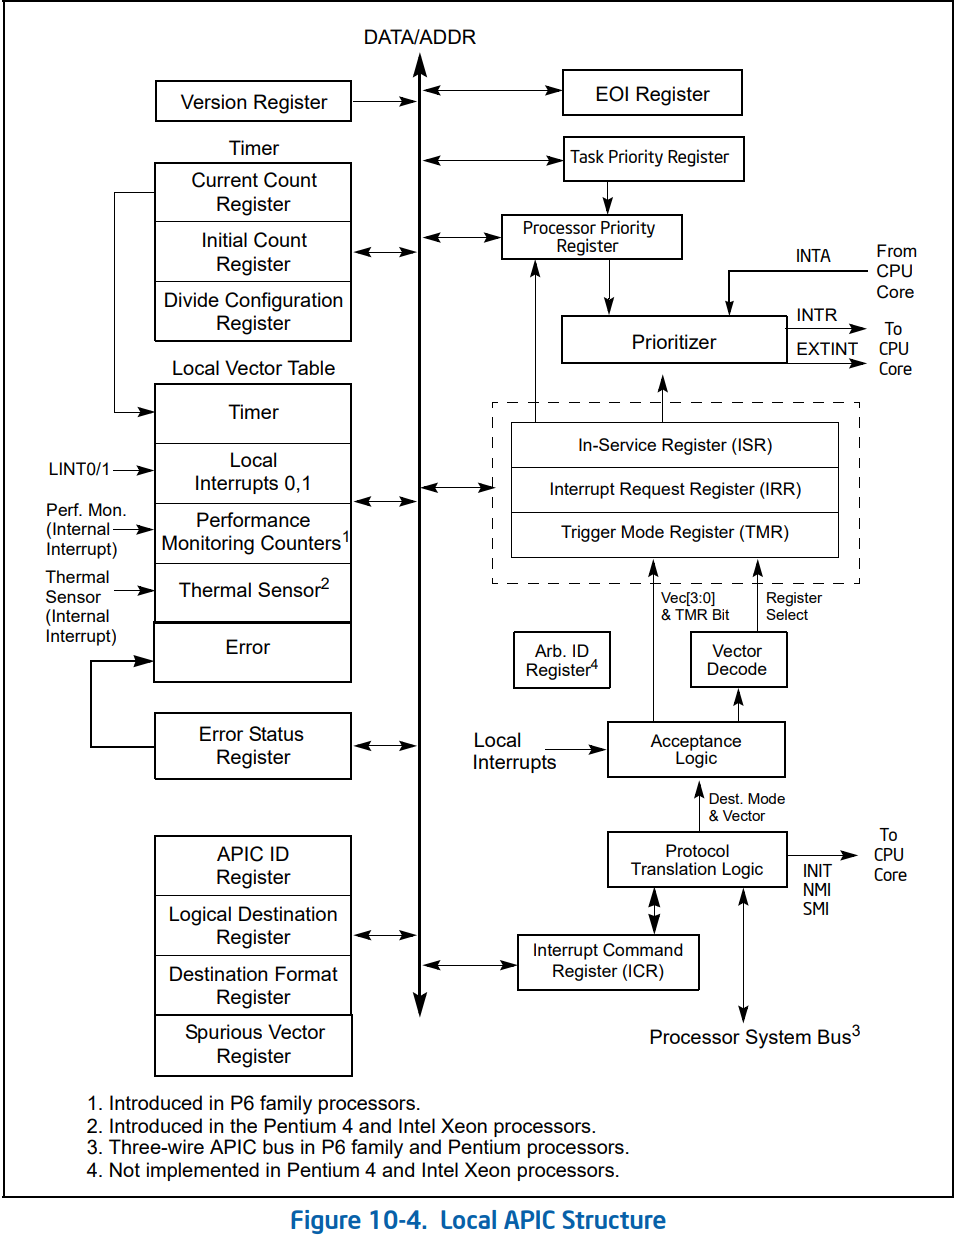 DATA/ADDR
Version Register
EOI Register
Timer
Task Priority Register
Current Count
Register
Initial Count
Register
Divide Configuration
Register
Processor Priority
Register
INTA
From
CPU
Core
Prioritizer
INTR
EXTINT
To
CPU
Core
Local Vector Table
Timer
Local
Interrupts 0,1
Performance
Monitoring Counters1
Thermal Sensor2
Error
LINT0/1
Perf. Mon.
(Internal
Interrupt)
Thermal
Sensor
(Internal
Interrupt)
In-Service Register (ISR)
Interrupt Request Register (IRR)
Trigger Mode Register (TMR)
Vec[3:0]
& TMR Bit
Register
Select
Arb. ID
Register4
Vector
Decode
Error Status
Register
Local
Interrupts
Acceptance
Logic
Dest. Mode
& Vector
Protocol
Translation Logic
To
CPU
Core
INIT
NMI
SMI
APIC ID
Register
Logical Destination
Register
Destination Format
Register
Spurious Vector
Register
Interrupt Command
Register (ICR)
Processor System Bus3
1. Introduced in P6 family processors.
2. Introduced in the Pentium 4 and Intel Xeon processors.
3. Three-wire APIC bus in P6 family and Pentium processors.
4. Not implemented in Pentium 4 and Intel Xeon processors.
Figure 10-4. Local APIC Structure